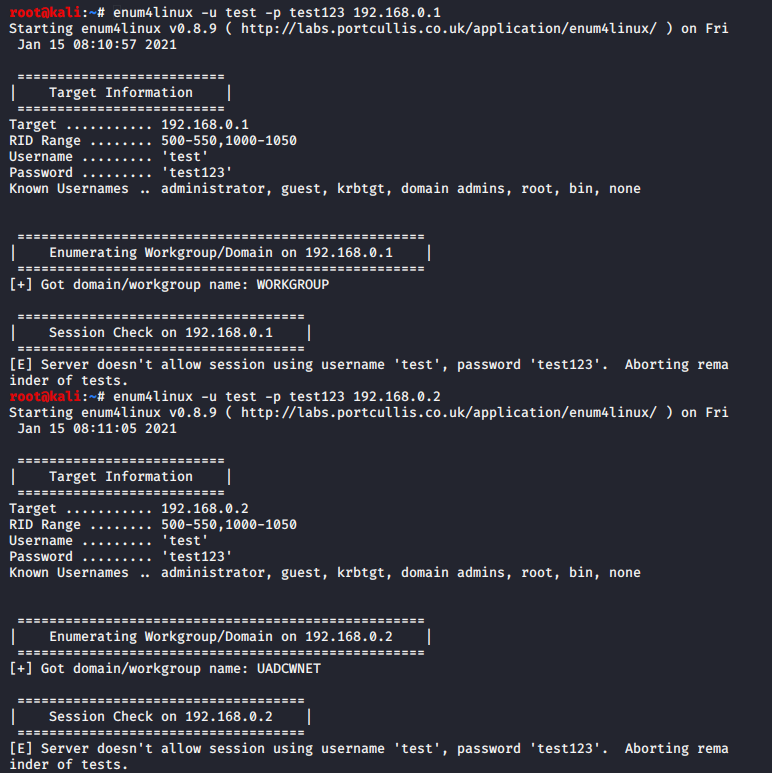 root@kali:~# enum4linux -u test -p test123 192.168.0.1
Starting enum4linux v0.8.9 ( http://labs.portcullis.co.uk/application/enum4linux/ ) on Fri
 Jan 15 08:10:57 2021

 ==========================
|    Target Information    |
 ==========================
Target ........... 192.168.0.1
RID Range ........ 500-550,1000-1050
Username ......... 'test'
Password ......... 'test123'
Known Usernames .. administrator, guest, krbtgt, domain admins, root, bin, none


 ===================================================
|    Enumerating Workgroup/Domain on 192.168.0.1    |
 ===================================================
[+] Got domain/workgroup name: WORKGROUP

 ====================================
|    Session Check on 192.168.0.1    |
 ====================================
[E] Server doesn't allow session using username 'test', password 'test123'.  Aborting rema
inder of tests.
root@kali:~# enum4linux -u test -p test123 192.168.0.2
Starting enum4linux v0.8.9 ( http://labs.portcullis.co.uk/application/enum4linux/ ) on Fri
 Jan 15 08:11:05 2021

 ==========================
|    Target Information    |
 ==========================
Target ........... 192.168.0.2
RID Range ........ 500-550,1000-1050
Username ......... 'test'
Password ......... 'test123'
Known Usernames .. administrator, guest, krbtgt, domain admins, root, bin, none


 ===================================================
|    Enumerating Workgroup/Domain on 192.168.0.2    |
 ===================================================
[+] Got domain/workgroup name: UADCWNET

 ====================================
|    Session Check on 192.168.0.2    |
 ====================================
[E] Server doesn't allow session using username 'test', password 'test123'.  Aborting rema
inder of tests.